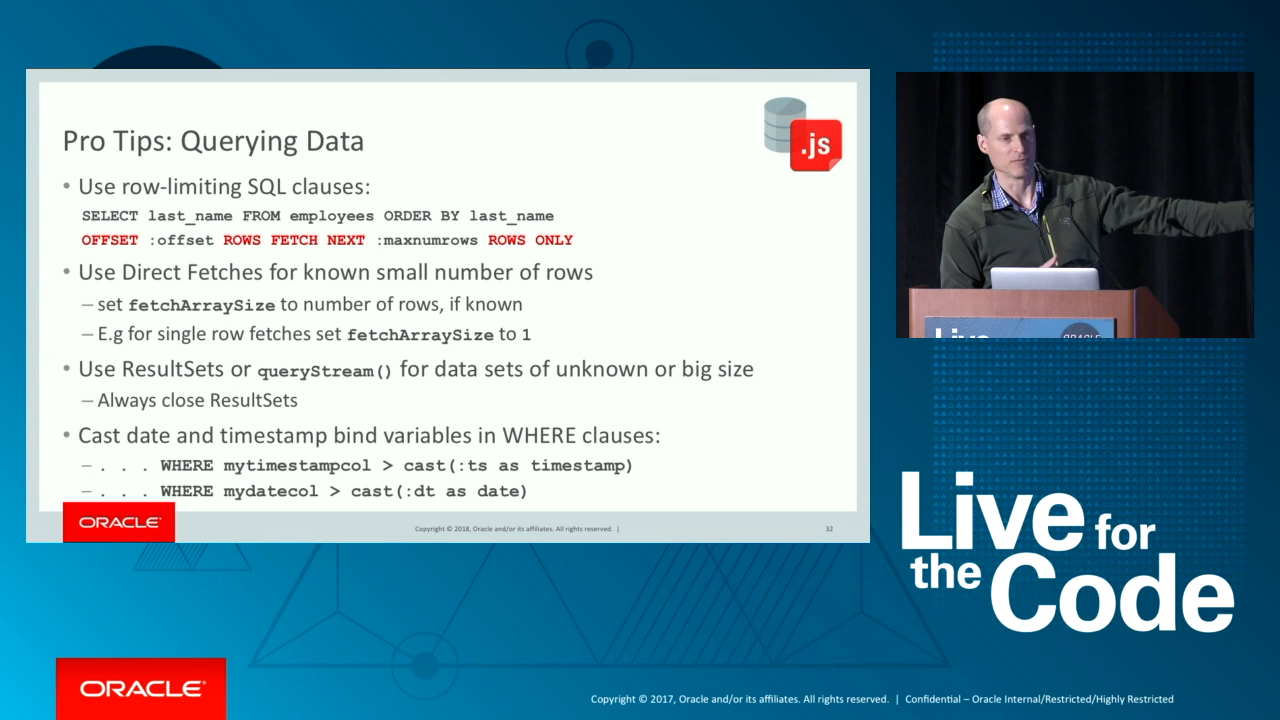 Pro Tips: Querying Data
.js
• Use row-limiting SQL clauses:
SELECT last_name FROM employees ORDER BY last_name
OFFSET :offset ROWS FETCH NEXT :maxnumrows ROWS ONLY
• Use Direct Fetches for known small number of rows
– set fetchArraySize to number of rows, if known
– E.g for single row fetches set fetchArraySize to 1
• Use ResultSets or queryStream() for data sets of unknown or big size
– Always close ResultSets
• Cast date and timestamp bind variables in WHERE clauses:
– . . . WHERE mytimestampcol > cast(:ts as timestamp)
– . . . WHERE mydatecol > cast(:dt as date)
ORACLE®
Copyright © 2018, Oracle and/or its affiliates. All rights reserved. |
32
Live
ORACLE
Live for
the Code
ORACLE®
Copyright © 2017, Oracle and/or its affiliates. All rights reserved. | Confidential – Oracle Internal/Restricted/Highly Restricted